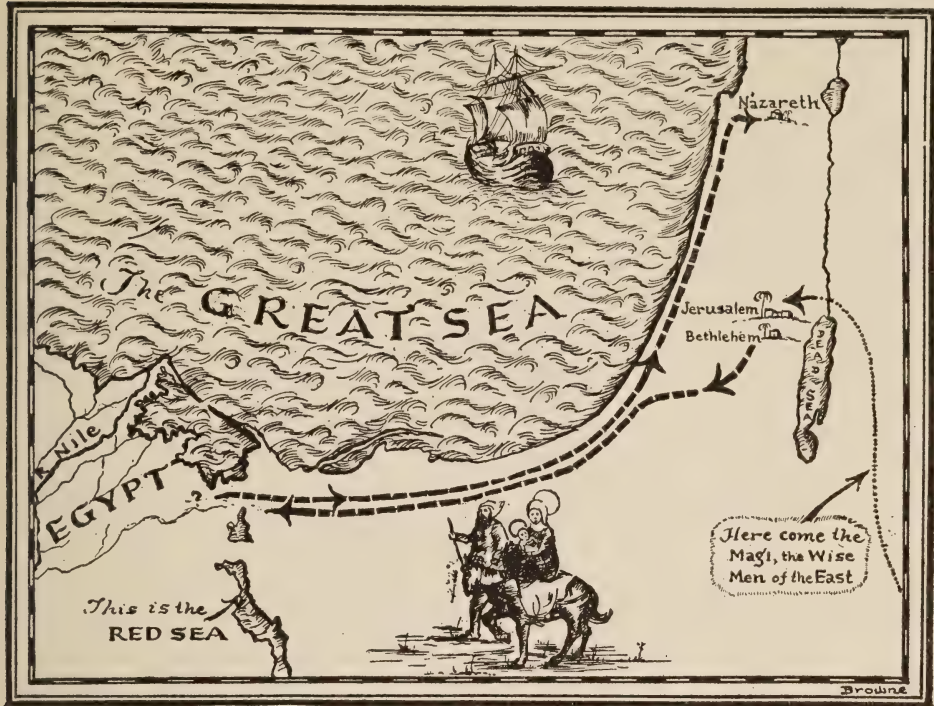 Nazareth
The GREAT SEA
Jerusalem
Bethlehem
DEAD SEA
R. Nile
EGYPT
?
Here come the
Magi, the Wise
Men of the East
This is the
RED SEA
Browne